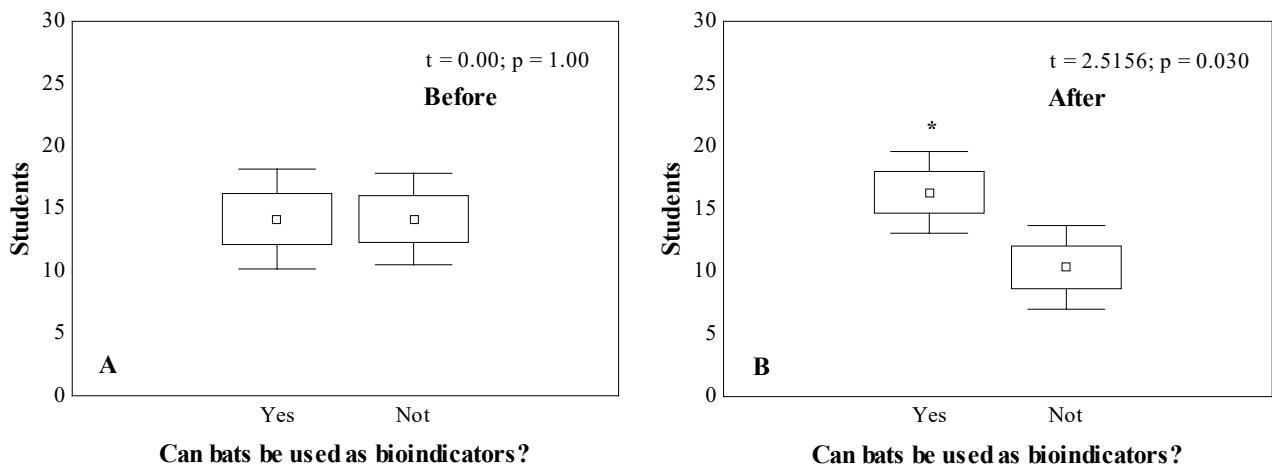 30
25
20
15
10
5
0
Students
t = 0.00; p = 1.00
Before
A
Yes Not
Can bats be used as bioindicators?
30
25
20
15
10
5
0
Students
t = 2.5156; p = 0.030
After
*
B
Yes Not
Can bats be used as bioindicators?